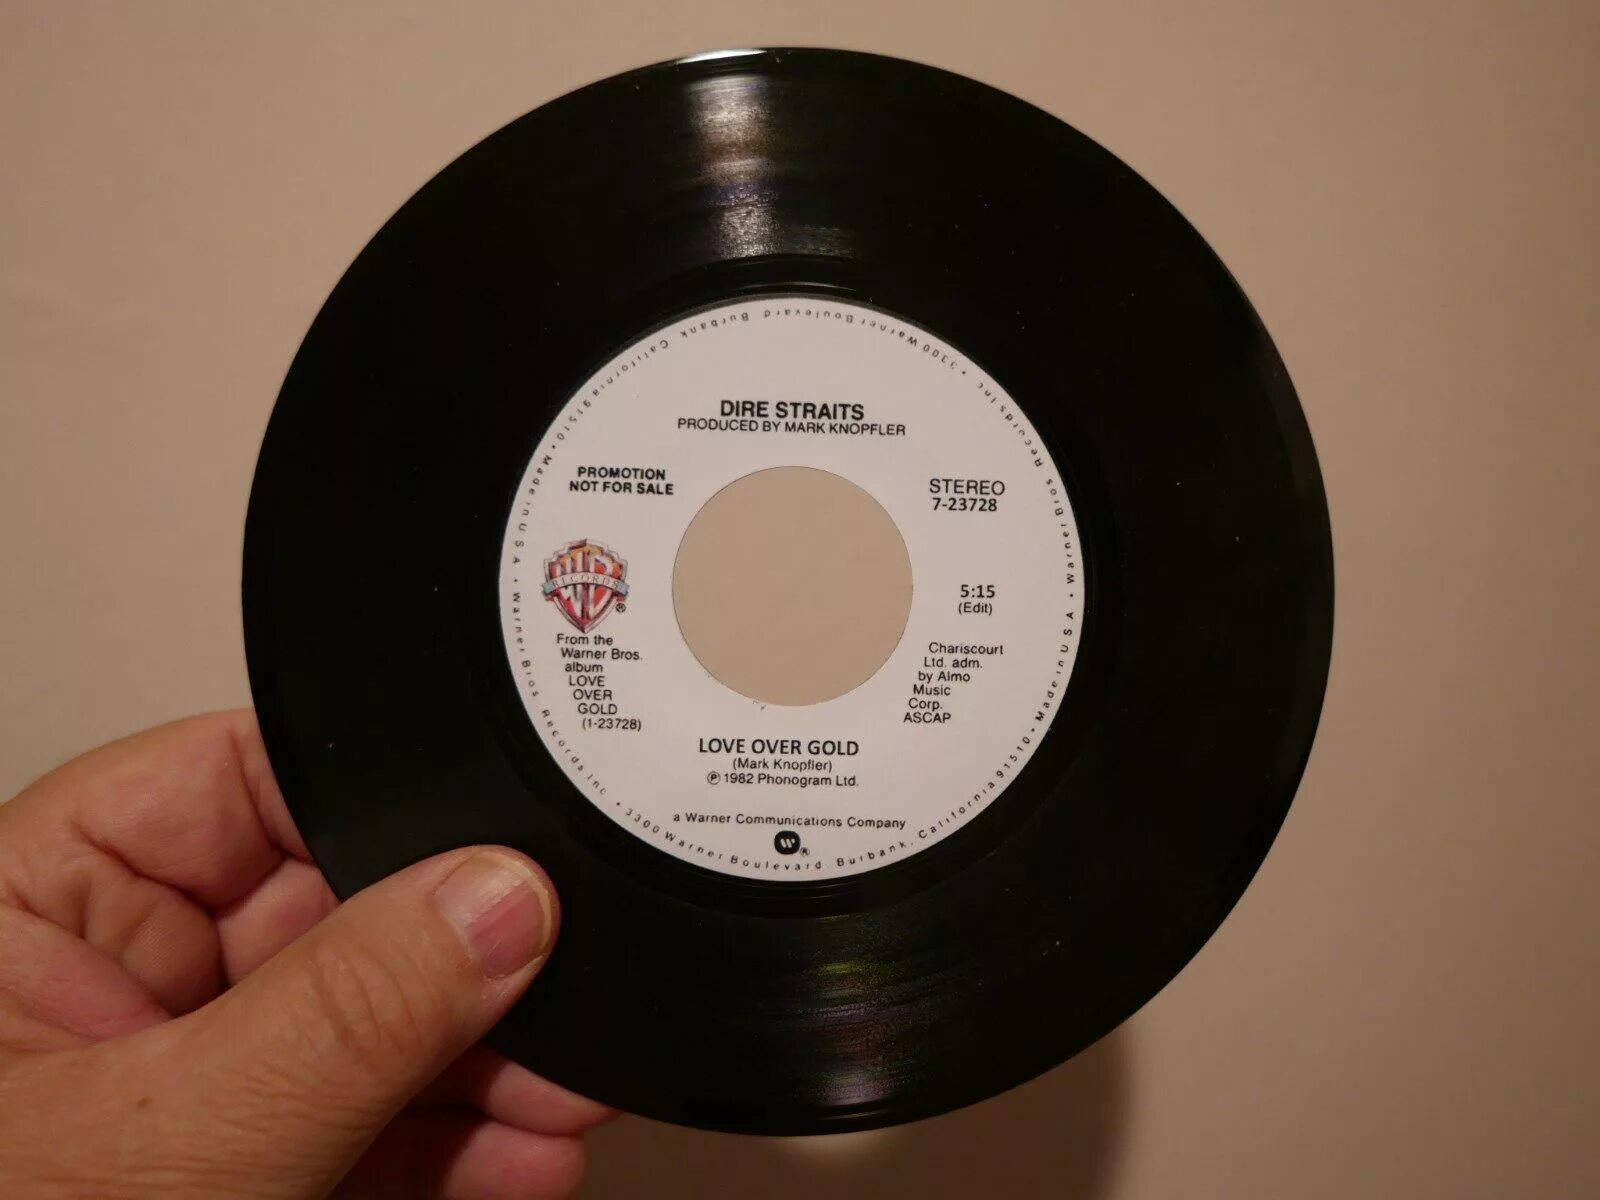 DIRE STRAITS
PRODUCED BY MARK KNOPFLER
PROMOTION
NOT FOR SALE
STEREO
7-23728
WB
RECORDS
®
5:15
(Edit)
From the
Warner Bros.
album
LOVE
OVER
GOLD
(1-23728)
Chariscourt
Ltd. adm.
by Almo
Music
Corp.
ASCAP
LOVE OVER GOLD
(Mark Knopfler)
℗ 1982 Phonogram Ltd.
a Warner Communications Company
W ®
Warner Bros Records Inc • 3300 Warner Boulevard Burbank, California 91510 • Made in USA • Warner Bros Records Inc • 3300 Warner Boulevard Burbank California 91510 • Made in USA •